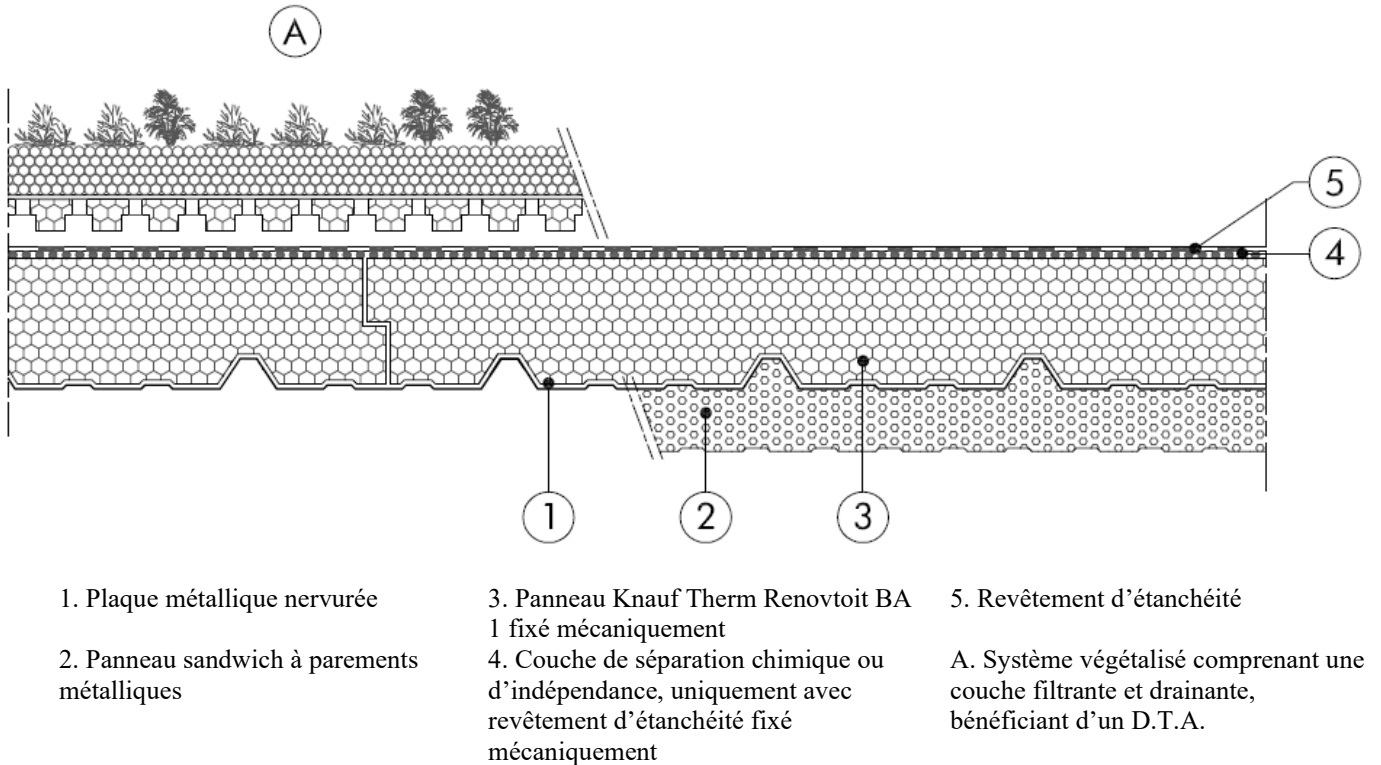 A
5
4
1
2
3
1. Plaque métallique nervurée
2. Panneau sandwich à parements
métalliques
3. Panneau Knauf Therm Renovtoit BA
1 fixé mécaniquement
4. Couche de séparation chimique ou
d’indépendance, uniquement avec
revêtement d’étanchéité fixé
mécaniquement
5. Revêtement d’étanchéité
A. Système végétalisé comprenant une
couche filtrante et drainante,
bénéficiant d’un D.T.A.